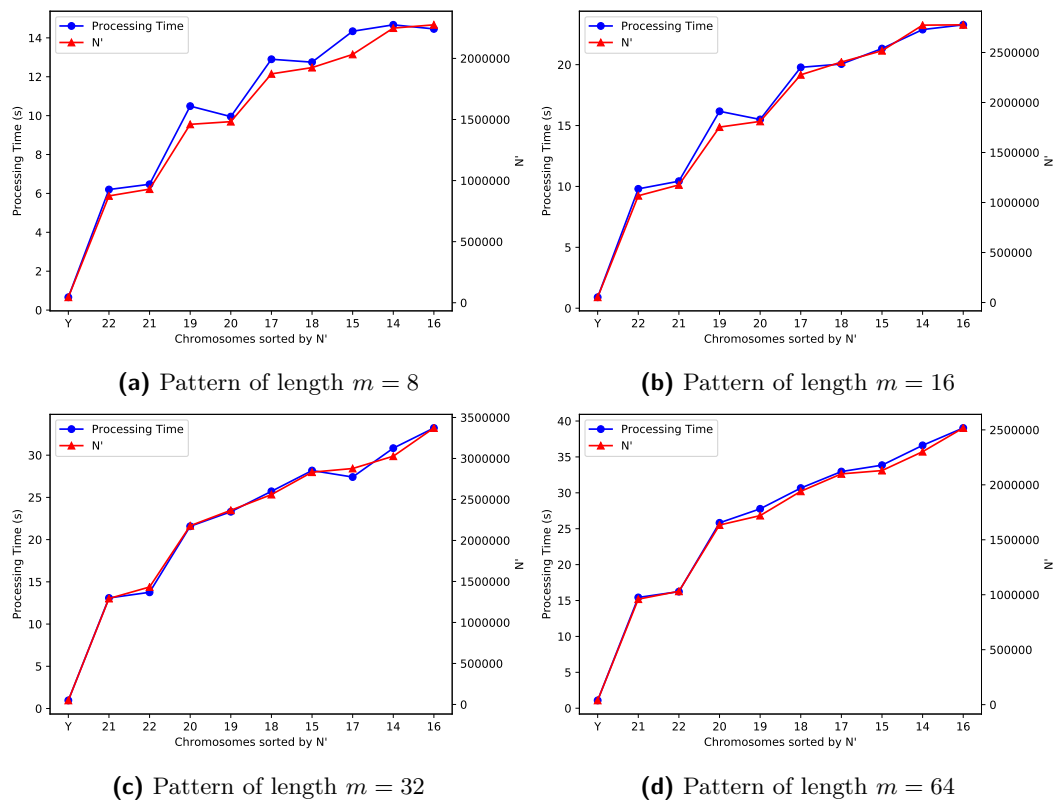 Processing Time
N'
14
12
10
8
6
4
2
0
Processing Time (s)
2000000
1500000
1000000
500000
0
N'
Y 22 21 19 20 17 18 15 14 16
Chromosomes sorted by N'
(a) Pattern of length m = 8
Processing Time
N'
20
15
10
5
0
Processing Time (s)
2500000
2000000
1500000
1000000
500000
0
N'
Y 22 21 19 20 17 18 15 14 16
Chromosomes sorted by N'
(b) Pattern of length m = 16
Processing Time
N'
30
25
20
15
10
5
0
Processing Time (s)
3500000
3000000
2500000
2000000
1500000
1000000
500000
0
N'
Y 21 22 20 19 18 15 17 14 16
Chromosomes sorted by N'
(c) Pattern of length m = 32
Processing Time
N'
40
35
30
25
20
15
10
5
0
Processing Time (s)
2500000
2000000
1500000
1000000
500000
0
N'
Y 21 22 20 19 18 17 15 14 16
Chromosomes sorted by N'
(d) Pattern of length m = 64